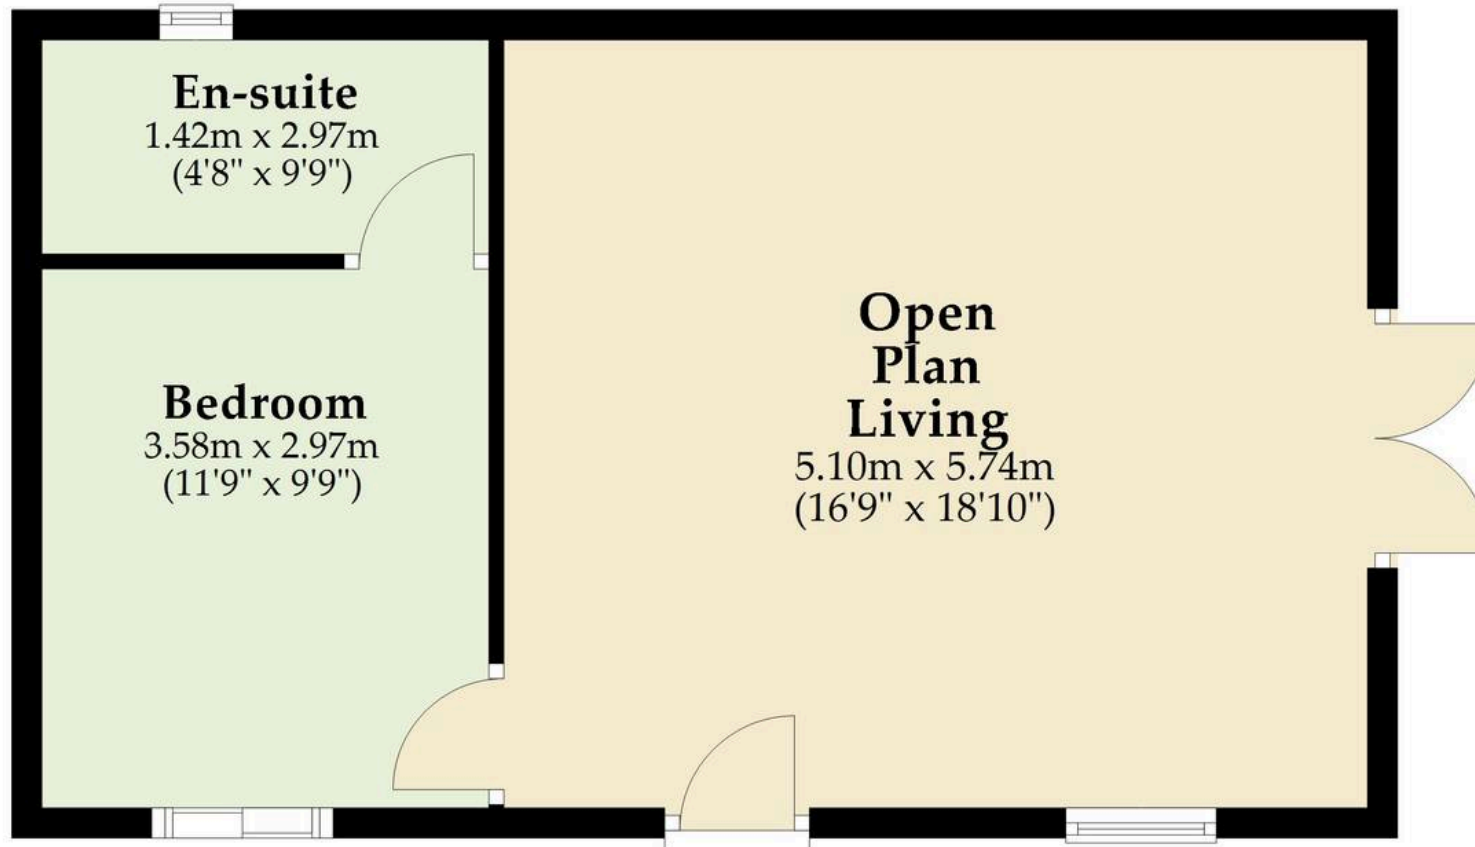 En-suite
1.42m x 2.97m
(4'8" x 9'9")
Bedroom
3.58m x 2.97m
(11'9" x 9'9")
Open
Plan
Living
5.10m x 5.74m
(16'9" x 18'10")